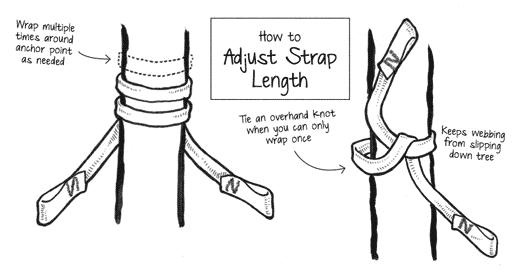 Wrap multiple
times around
anchor point
as needed
How to
Adjust Strap
Length
Tie an overhand knot
when you can only
wrap once
Keeps webbing
from slipping
down tree
N
N
N
N